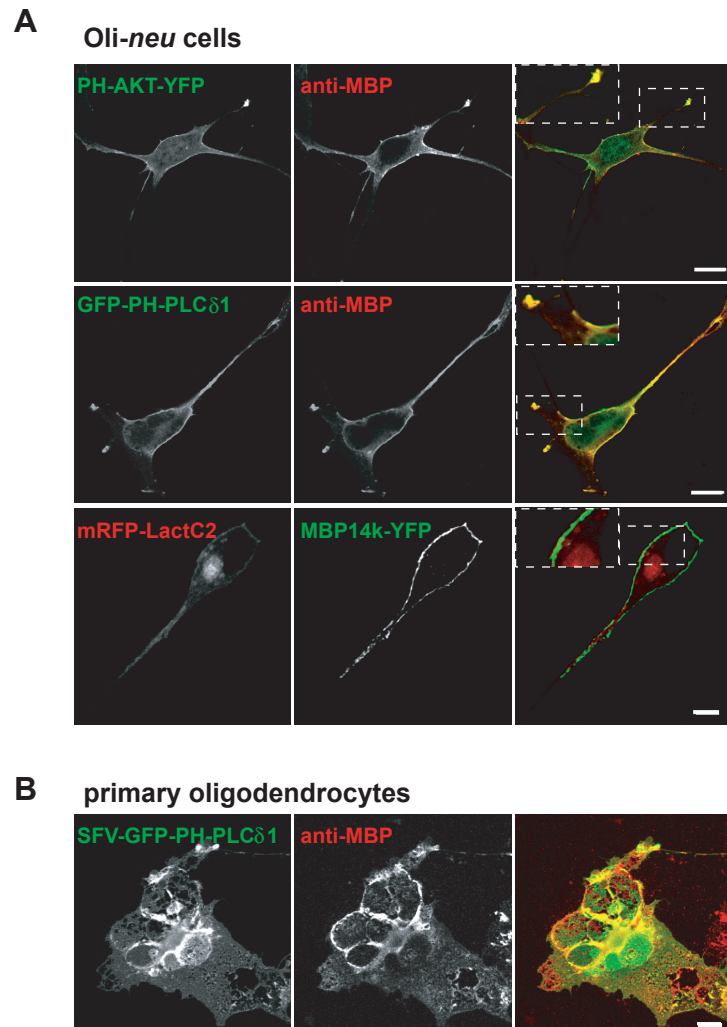 A
Oli-neu cells
PH-AKT-YFP
anti-MBP
GFP-PH-PLCδ1
anti-MBP
mRFP-LactC2
MBP14k-YFP
B
primary oligodendrocytes
SFV-GFP-PH-PLCδ1
anti-MBP